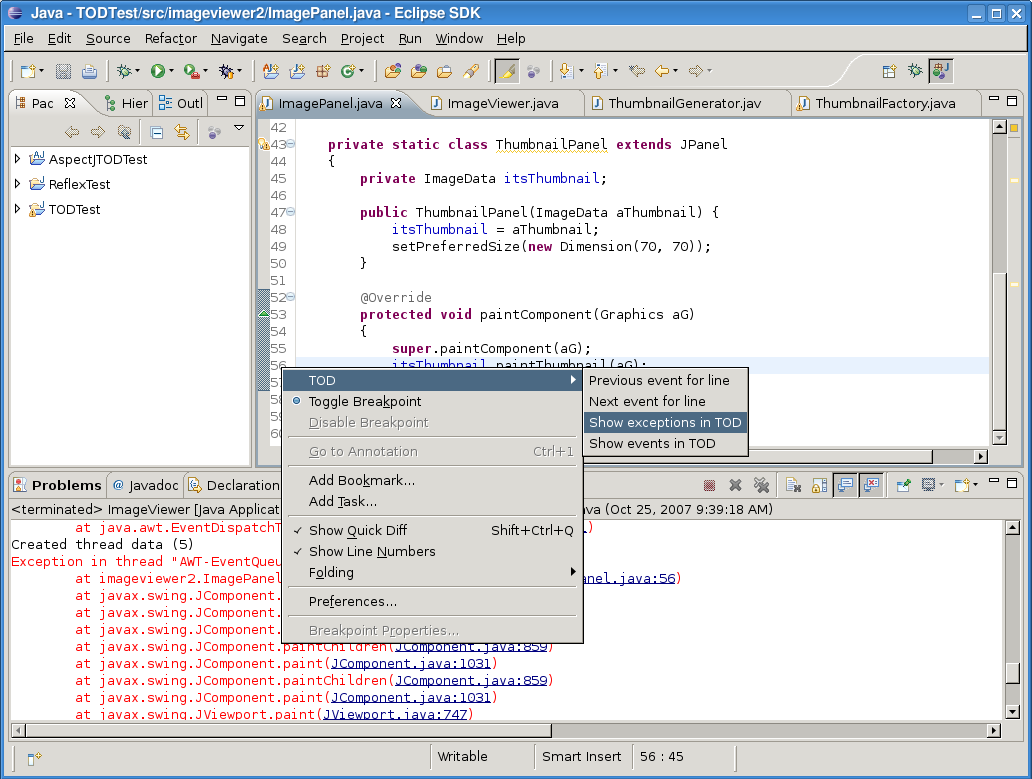 Java - TODTest/src/imageviewer2/ImagePanel.java - Eclipse SDK
File Edit Source Refactor Navigate Search Project Run Window Help
Pac Hier Outl
AspectJTODTest
ReflexTest
TODTest
ImagePanel.java ImageViewer.java ThumbnailGenerator.jav ThumbnailFactory.java
42
43 private static class ThumbnailPanel extends JPanel
44 {
45 private ImageData itsThumbnail;
46
47 public ThumbnailPanel(ImageData aThumbnail) {
48 itsThumbnail = aThumbnail;
49 setPreferredSize(new Dimension(70, 70));
50 }
51
52 @Override
53 protected void paintComponent(Graphics aG)
54 {
55 super.paintComponent(aG);
56 itsThumbnail.paintThumbnail(aG);
TOD
Toggle Breakpoint
Disable Breakpoint
Go to Annotation Ctrl+1
Add Bookmark...
Add Task...
✓ Show Quick Diff Shift+Ctrl+Q
✓ Show Line Numbers
Folding
Preferences...
Breakpoint Properties...
Previous event for line
Next event for line
Show exceptions in TOD
Show events in TOD
Problems @ Javadoc Declaration
<terminated> ImageViewer [Java Applicat ava (Oct 25, 2007 9:39:18 AM)
at java.awt.EventDispatchT )
Created thread data (5)
Exception in thread "AWT-EventQueu
at imageviewer2.ImagePanel anel.java:56)
at javax.swing.JComponent.
at javax.swing.JComponent.
at javax.swing.JComponent.
at javax.swing.JComponent.paintChildren(JComponent.java:859)
at javax.swing.JComponent.paint(JComponent.java:1031)
at javax.swing.JComponent.paintChildren(JComponent.java:859)
at javax.swing.JComponent.paint(JComponent.java:1031)
at javax.swing.JViewport.paint(JViewport.java:747)
Writable Smart Insert 56 : 45